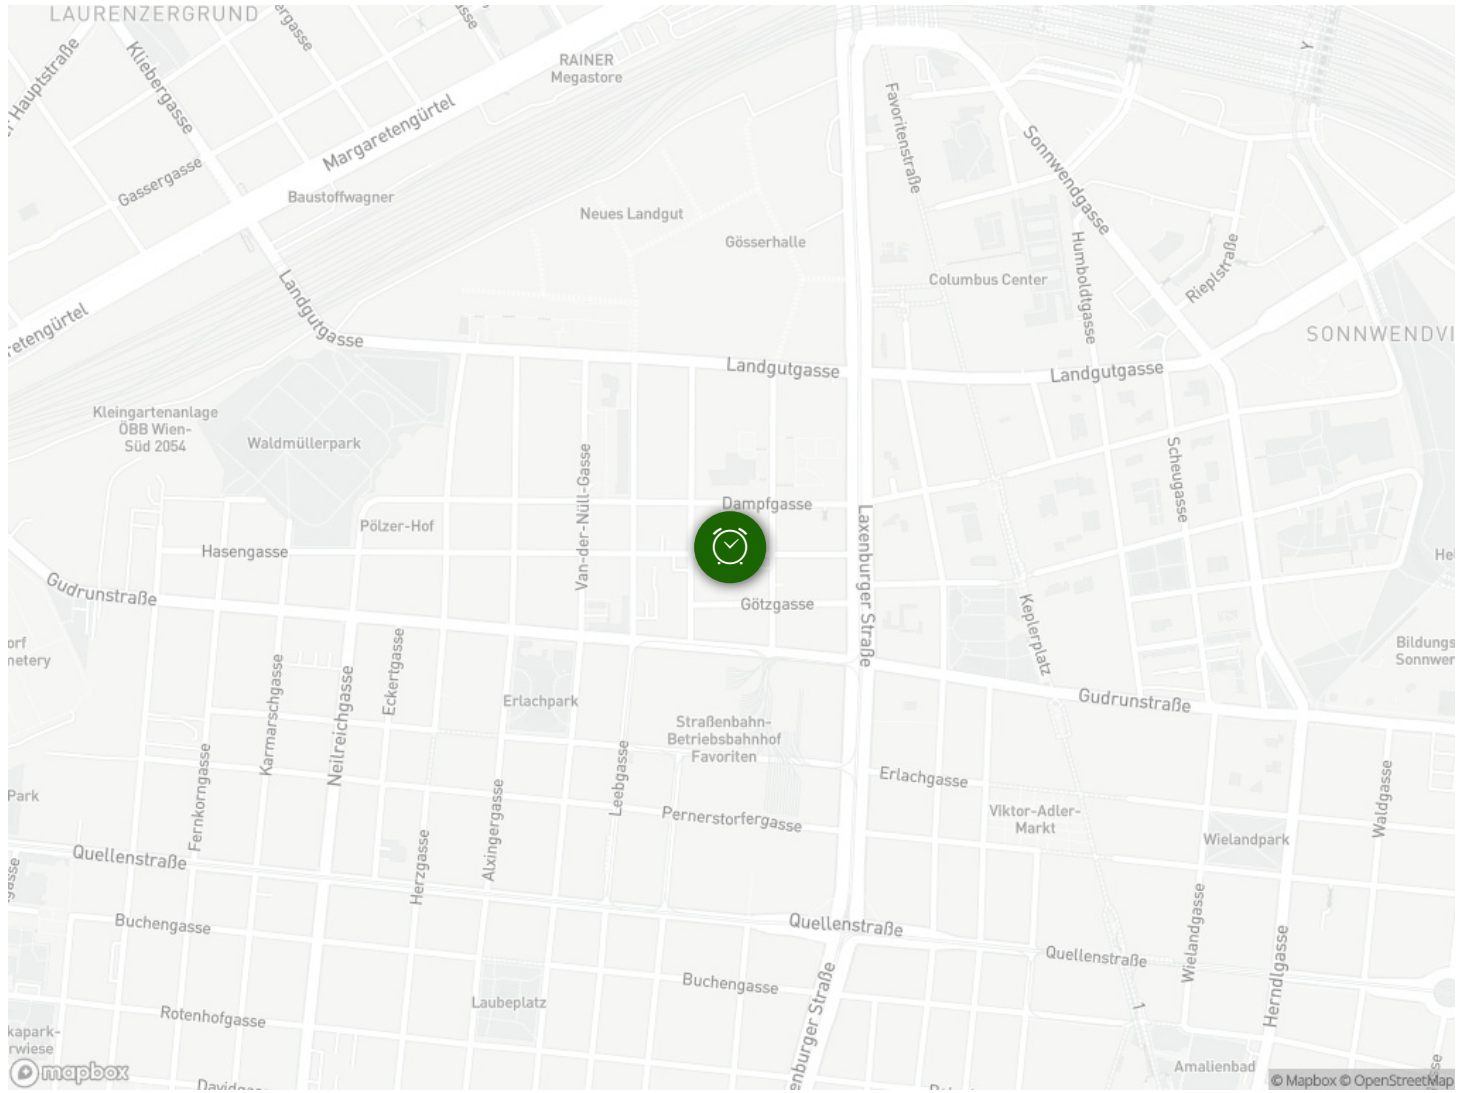 LAURENZERGRUND
Kliebergasse
RAINER
Megastore
Margaretengürtel
Gassergasse
Baustoffwagner
Neues Landgut
Gösserhalle
Favoritenstraße
Sonnwendgasse
Humboldtgasse
Rieplstraße
Columbus Center
Landgutgasse
SONNWENDVI
Landgutgasse
Landgutgasse
Kleingartenanlage
ÖBB Wien-
Süd 2054
Waldmüllerpark
Van-der-Nüll-Gasse
Scheugasse
Dampfgasse
Pölzer-Hof
Hasengasse
Laxenburger Straße
Gudrunstraße
Götzgasse
Keplerplatz
Eckertgasse
Karmarschgasse
Neilreichgasse
Erlachpark
Gudrunstraße
Straßenbahn-
Betriebsbahnhof
Favoriten
Fernkorngasse
Leebgasse
Erlachgasse
Waldgasse
Park
Alxingergasse
Pernerstorfergasse
Viktor-Adler-
Markt
Wielandpark
Herzgasse
Quellenstraße
Buchengasse
Quellenstraße
Quellenstraße
Wielandgasse
Herndlgasse
Buchengasse
Laubeplatz
Rotenhofgasse
1
Amalienbad
mapbox
© Mapbox © OpenStreetMap